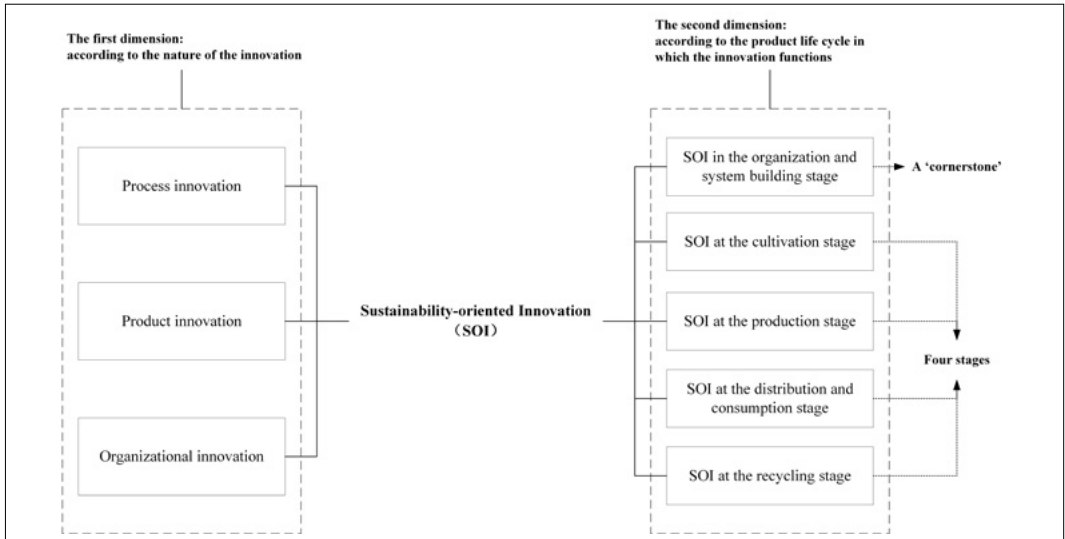 The first dimension:
according to the nature of the innovation
Process innovation
Product innovation
Organizational innovation
Sustainability-oriented Innovation
（SOI）
The second dimension:
according to the product life cycle in
which the innovation functions
SOI in the organization and
system building stage
SOI at the cultivation stage
SOI at the production stage
SOI at the distribution and
consumption stage
SOI at the recycling stage
A ‘cornerstone’
Four stages